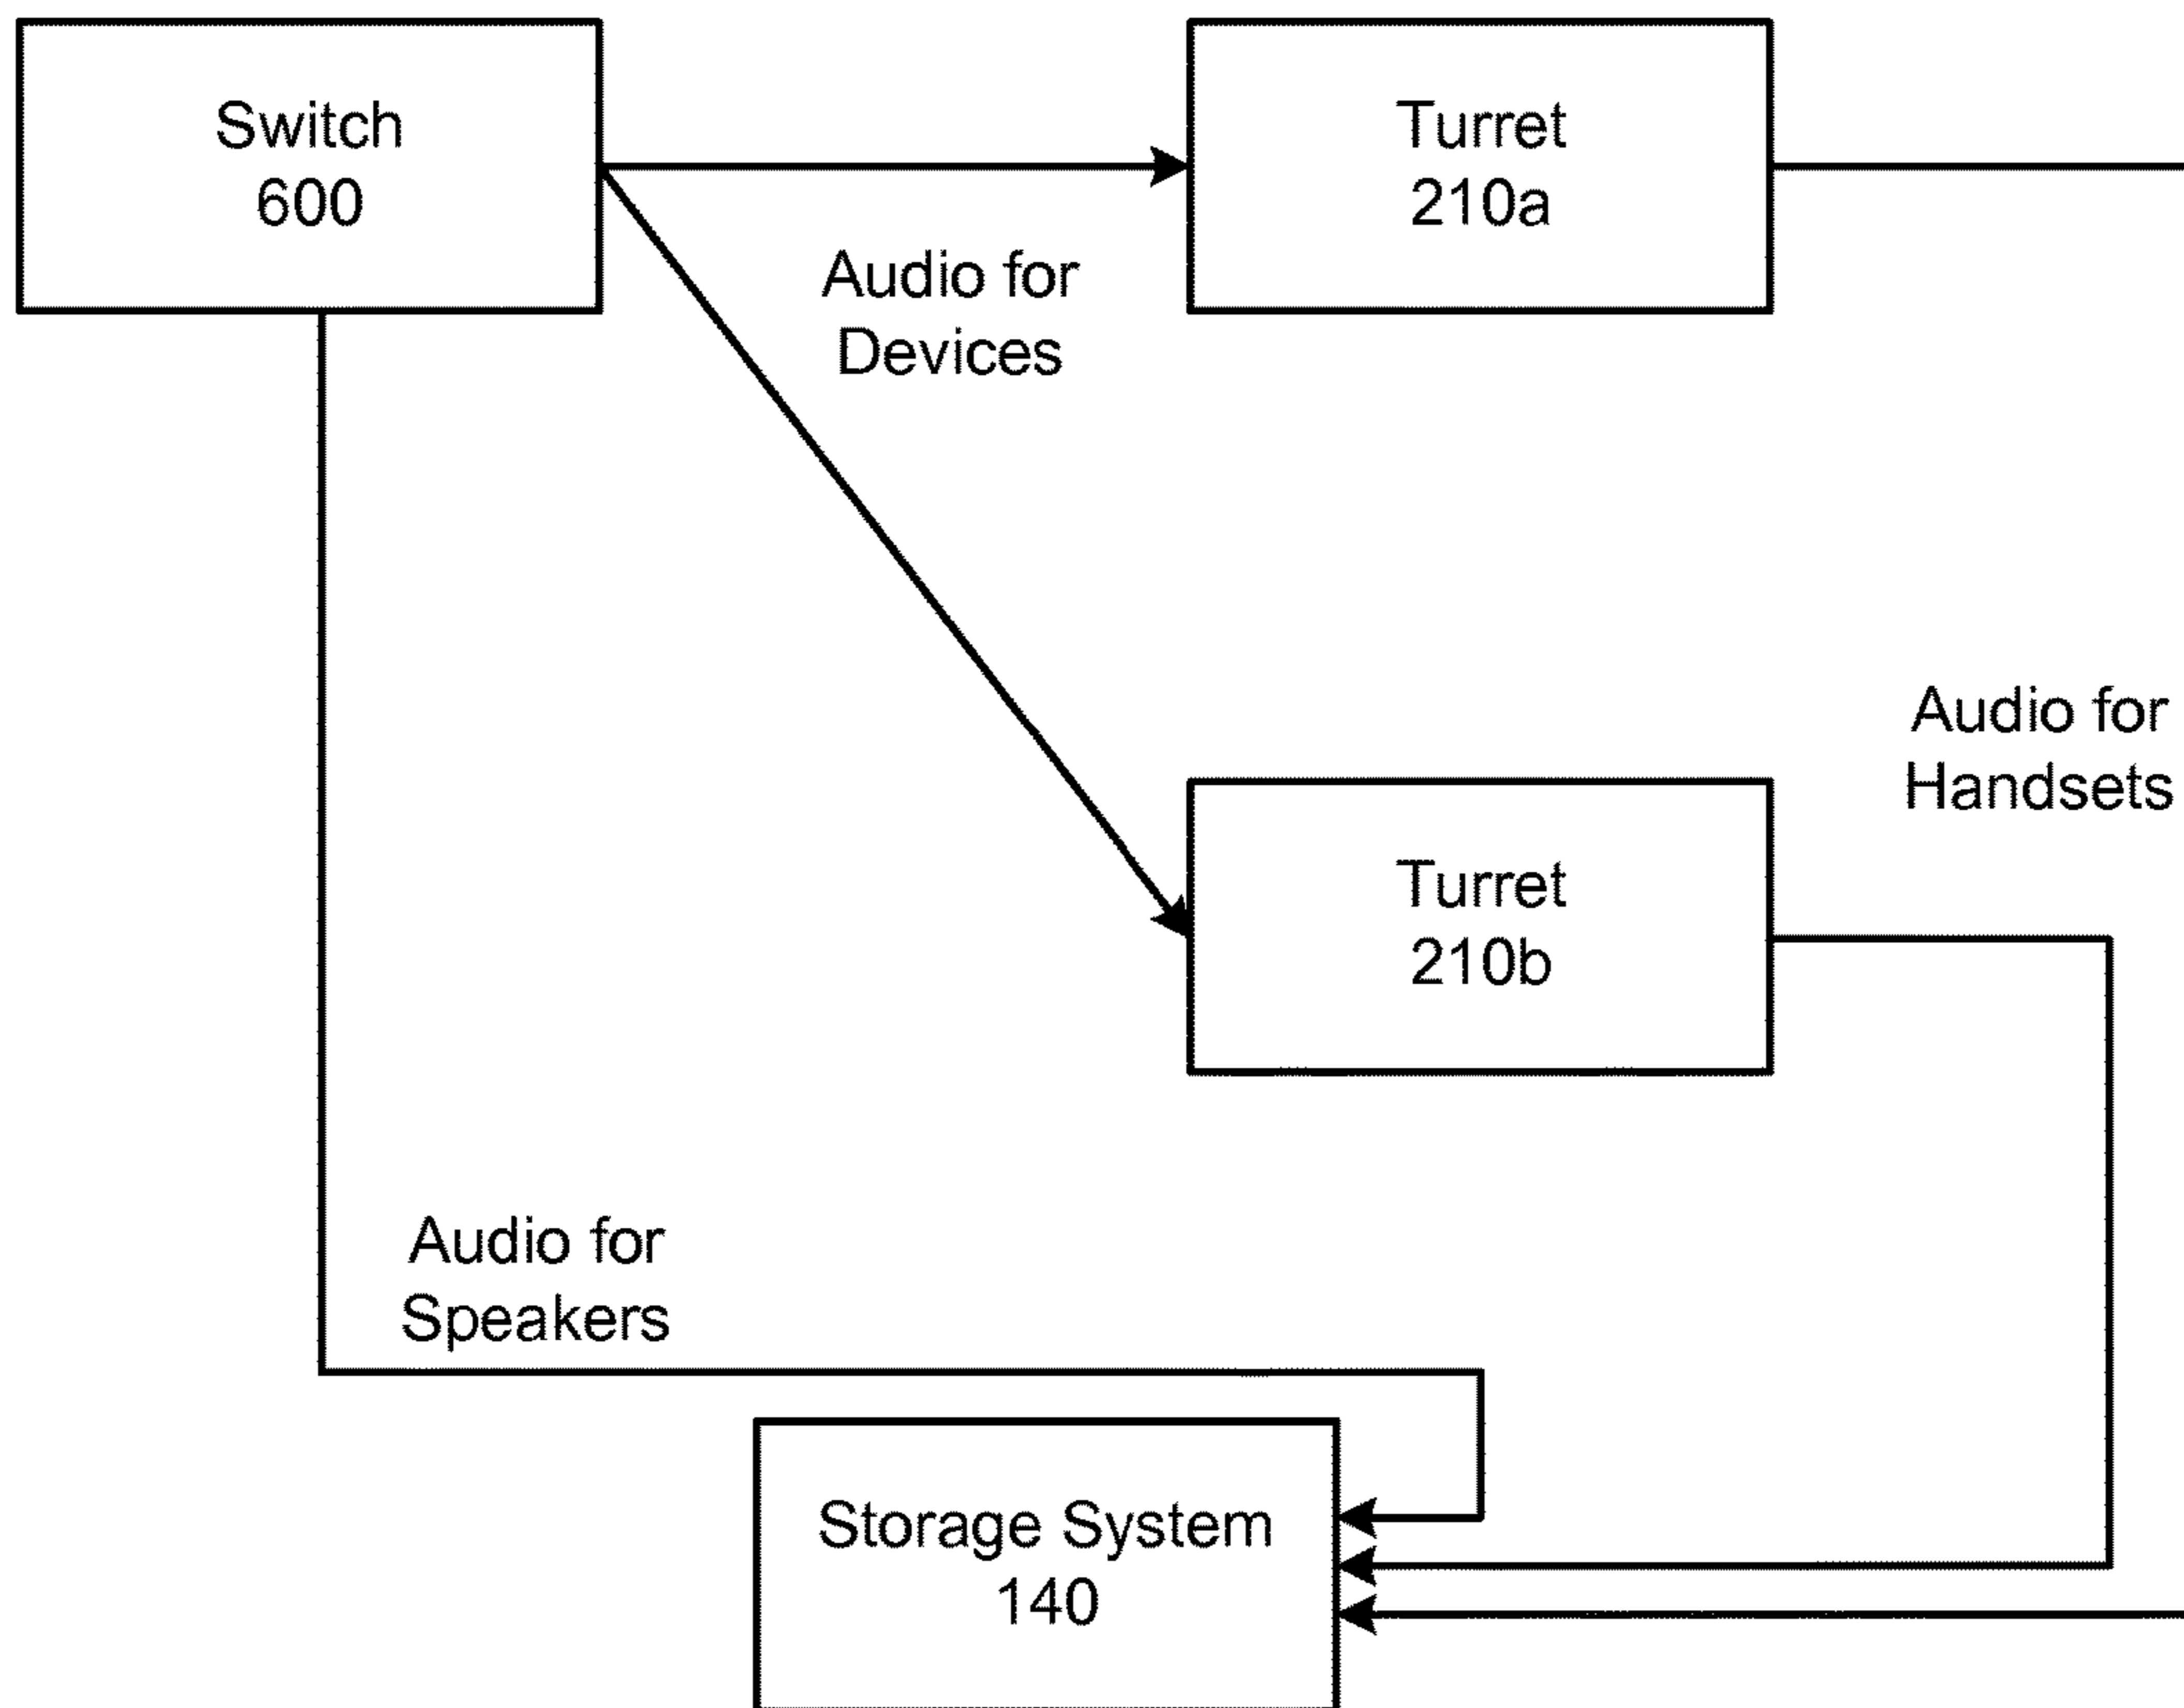 Switch
600
Turret
210a
Audio for
Devices
Audio for
Handsets
Turret
210b
Audio for
Speakers
Storage System
140